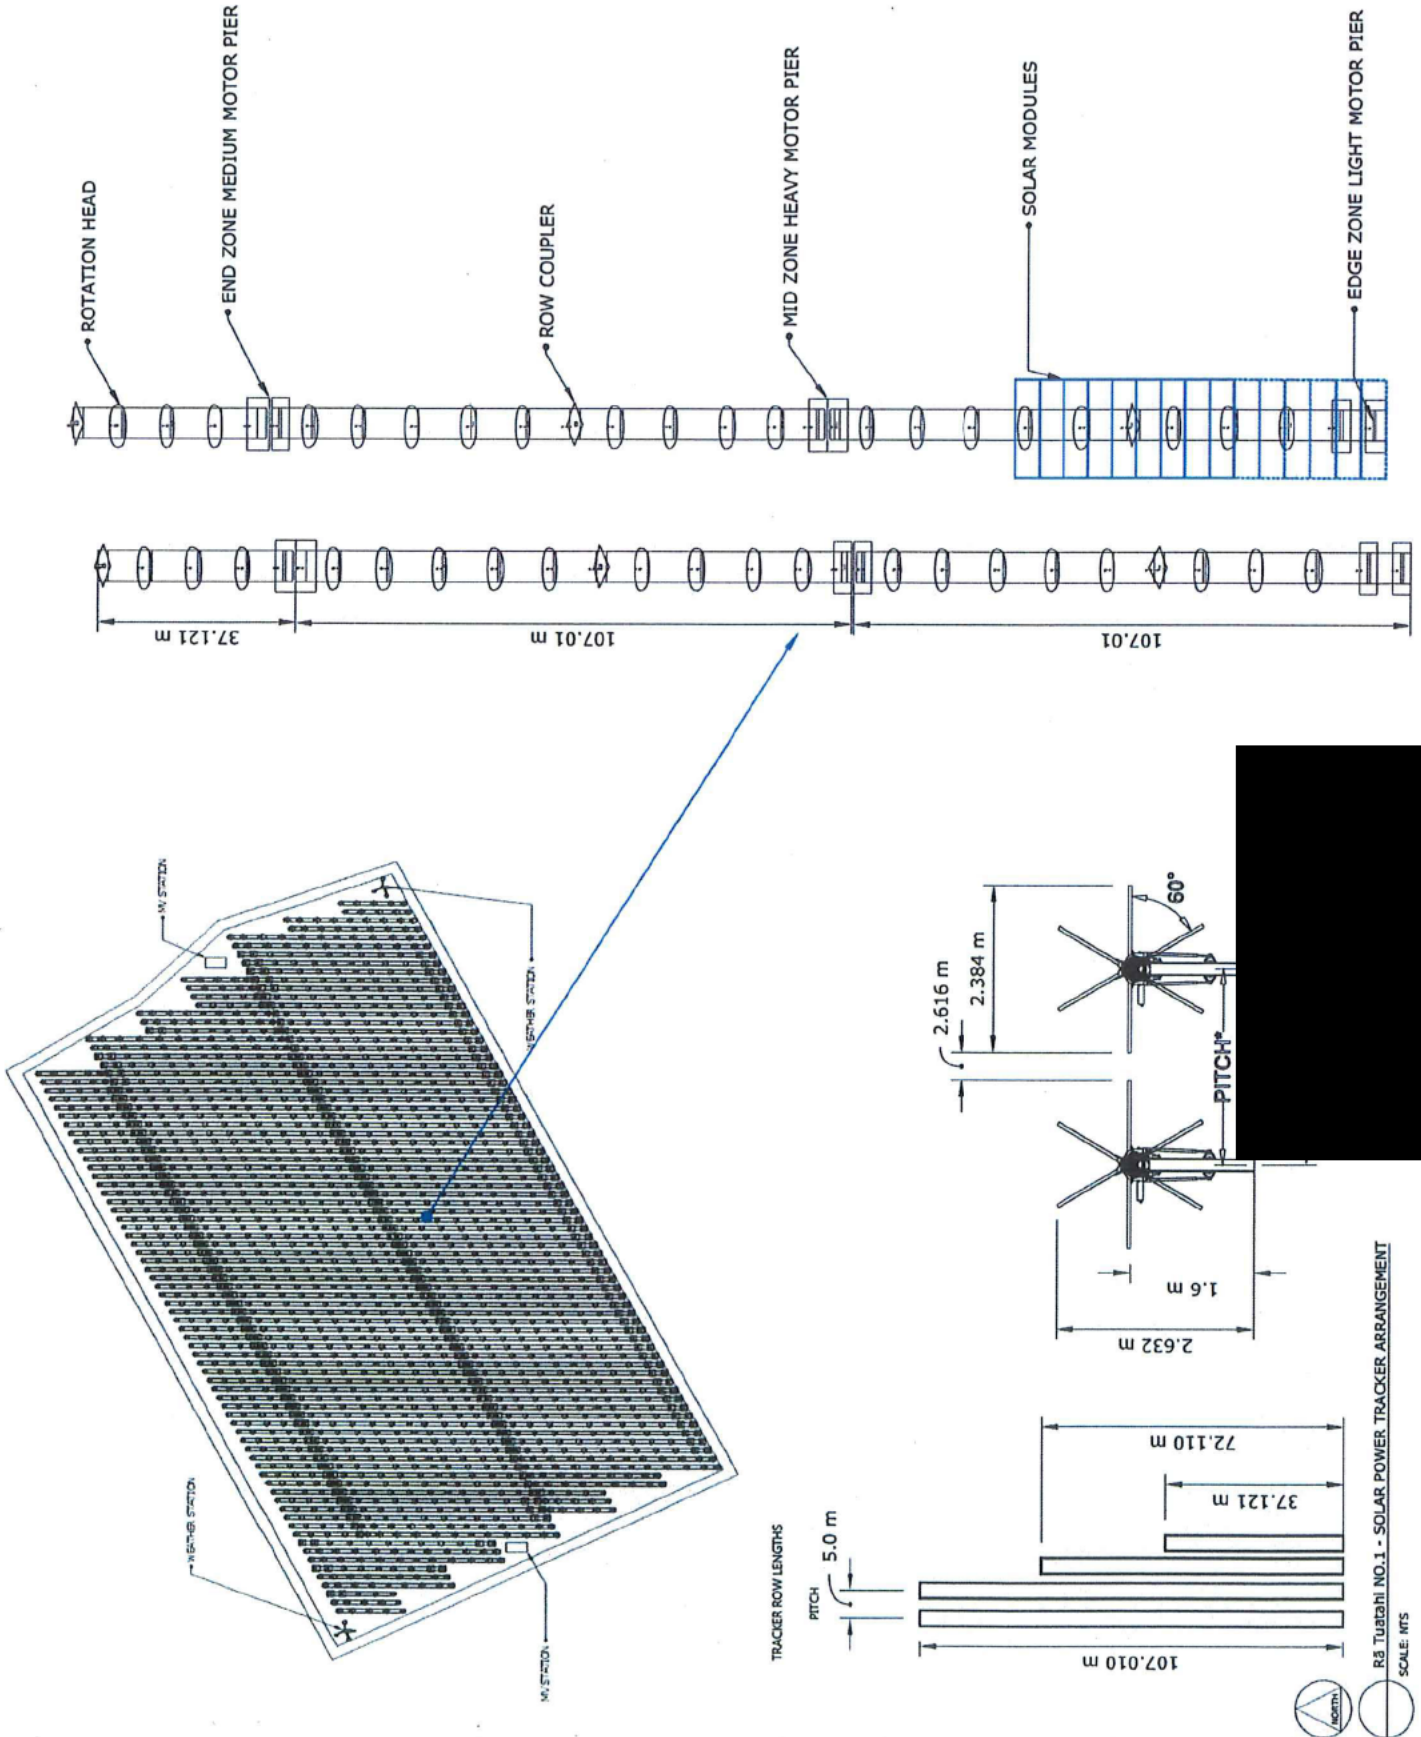 ROTATION HEAD
END ZONE MEDIUM MOTOR PIER
ROW COUPLER
MID ZONE HEAVY MOTOR PIER
SOLAR MODULES
EDGE ZONE LIGHT MOTOR PIER
37.121 m
107.01 m
107.01
MV STATION
WEATHER STATION
WEATHER STATION
MV STATION
2.616 m
2.384 m
60°
PITCH*
1.6 m
2.632 m
TRACKER ROW LENGTHS
PITCH
5.0 m
107.010 m
72.110 m
37.121 m
NORTH
Rā Tuatahi NO.1 - SOLAR POWER TRACKER ARRANGEMENT
SCALE: NTS